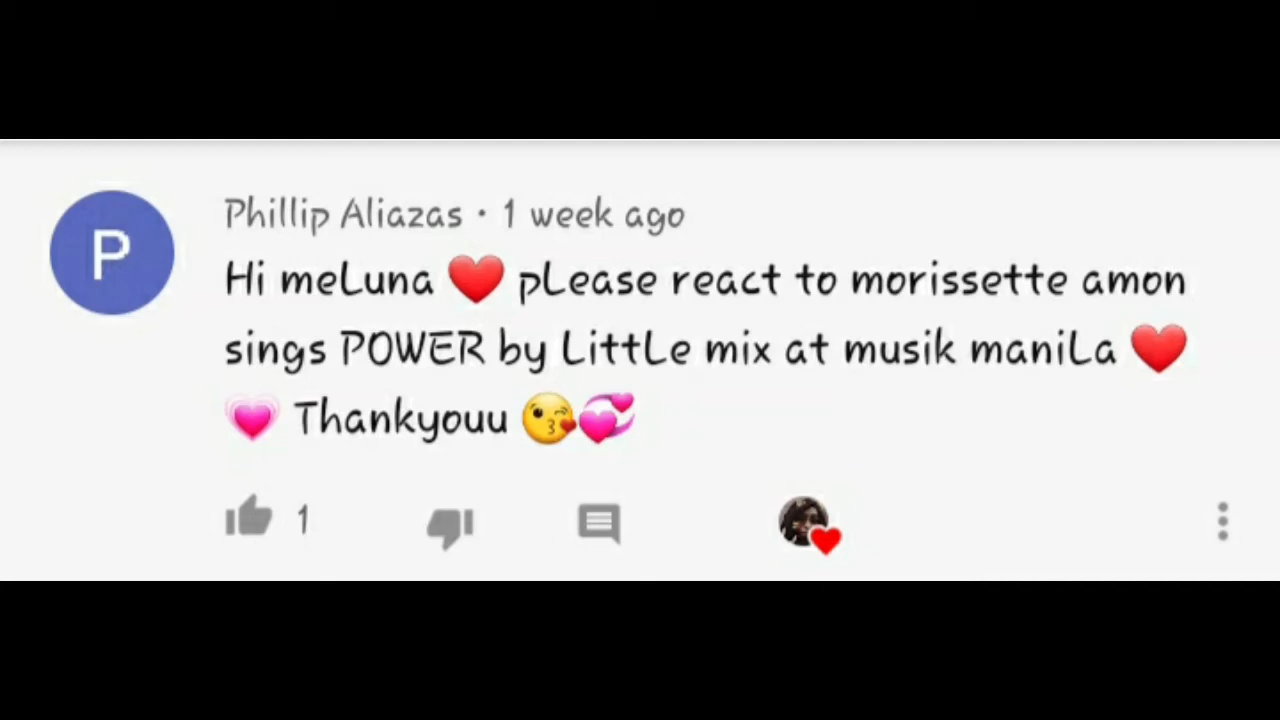 P
Phillip Aliazas • 1 week ago
Hi meLuna ❤️ pLease react to morissette amon
sings POWER by LittLe mix at musik maniLa ❤️
💗 Thankyouu 😘💞
1